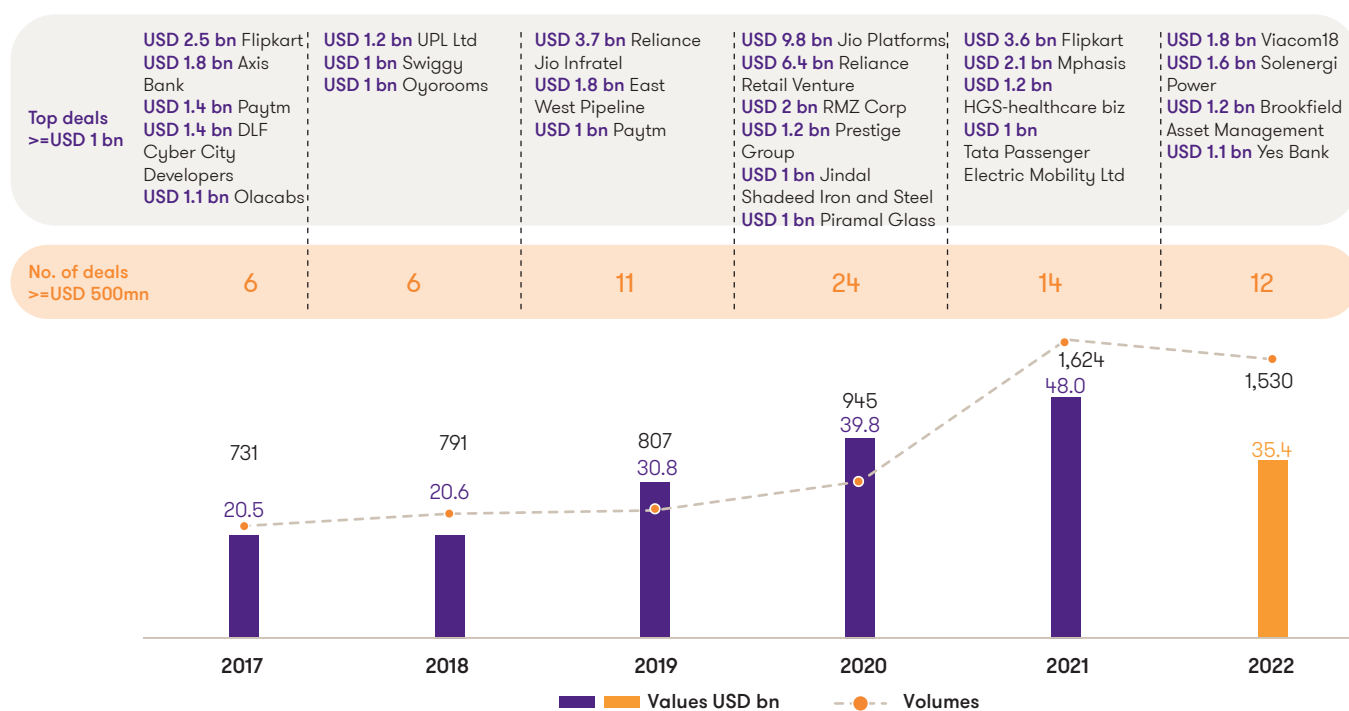 Top deals
>=USD 1 bn
USD 2.5 bn Flipkart
USD 1.8 bn Axis
Bank
USD 1.4 bn Paytm
USD 1.4 bn DLF
Cyber City
Developers
USD 1.1 bn Olacabs
USD 1.2 bn UPL Ltd
USD 1 bn Swiggy
USD 1 bn Oyorooms
USD 3.7 bn Reliance
Jio Infratel
USD 1.8 bn East
West Pipeline
USD 1 bn Paytm
USD 9.8 bn Jio Platforms
USD 6.4 bn Reliance
Retail Venture
USD 2 bn RMZ Corp
USD 1.2 bn Prestige
Group
USD 1 bn Jindal
Shadeed Iron and Steel
USD 1 bn Piramal Glass
USD 3.6 bn Flipkart
USD 2.1 bn Mphasis
USD 1.2 bn
HGS-healthcare biz
USD 1 bn
Tata Passenger
Electric Mobility Ltd
USD 1.8 bn Viacom18
USD 1.6 bn Solenergi
Power
USD 1.2 bn Brookfield
Asset Management
USD 1.1 bn Yes Bank
No. of deals
>=USD 500mn
6
6
11
24
14
12
731
20.5
791
20.6
807
30.8
945
39.8
1,624
48.0
1,530
35.4
2017
2018
2019
2020
2021
2022
Values USD bn
Volumes